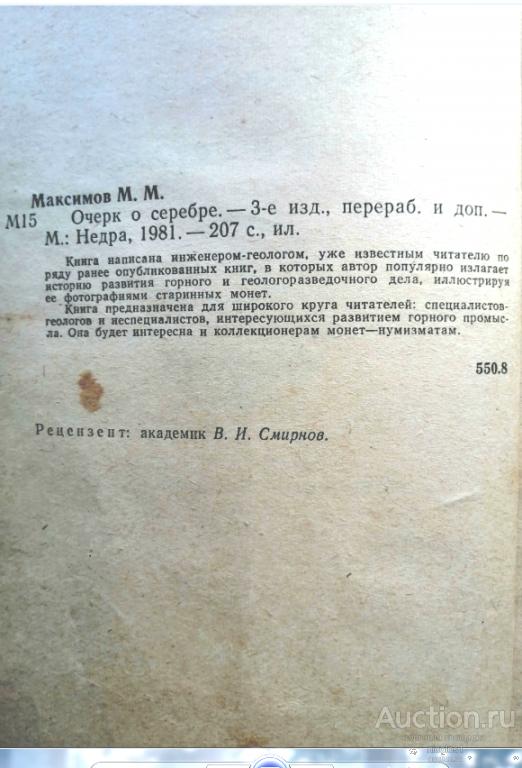 Максимов М. М.
М15 Очерк о серебре. — 3-е изд., перераб. и доп. —
М.: Недра, 1981. — 207 с., ил.
Книга написана инженером-геологом, уже известным читателю по
ряду ранее опубликованных книг, в которых автор популярно излагает
историю развития горного и геологоразведочного дела, иллюстрируя
ее фотографиями старинных монет.
Книга предназначена для широкого круга читателей: специалистов-
геологов и неспециалистов, интересующихся развитием горного промыс-
ла. Она будет интересна и коллекционерам монет—нумизматам.
550.8
Рецензент: академик В. И. Смирнов.
Auction.ru